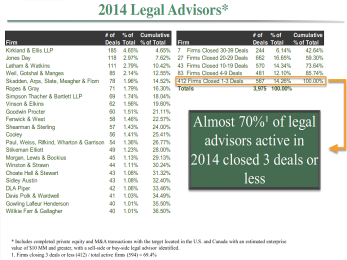 2014 Legal Advisors*
# of % of Cumulative
Firm Deals Total % of Total
Kirkland & Ellis LLP 185 4.65% 4.65%
Jones Day 118 2.97% 7.62%
Latham & Watkins 111 2.79% 10.42%
Weil, Gotshal & Manges 85 2.14% 12.55%
Skadden, Arps, Slate, Meagher & Flom 78 1.96% 14.52%
Ropes & Gray 71 1.79% 16.30%
Simpson Thacher & Bartlett LLP 69 1.74% 18.04%
Vinson & Elkins 62 1.56% 19.60%
Goodwin Procter 60 1.51% 21.11%
Fenwick & West 58 1.46% 22.57%
Shearman & Sterling 57 1.43% 24.00%
Cooley 56 1.41% 25.41%
Paul, Weiss, Rifkind, Wharton & Garrison 54 1.36% 26.77%
Stikeman Elliott 49 1.23% 28.00%
Morgan, Lewis & Bockius 45 1.13% 29.13%
Winston & Strawn 44 1.11% 30.24%
Choate Hall & Stewart 43 1.08% 31.32%
Sidley Austin 43 1.08% 32.40%
DLA Piper 42 1.06% 33.46%
Davis Polk & Wardwell 41 1.03% 34.49%
Gowling Lafleur Henderson 40 1.01% 35.50%
Willkie Farr & Gallagher 40 1.01% 36.50%
# of % of Cumulative
Firm Deals Total % of Total
7 Firms Closed 30-39 Deals 244 6.14% 42.64%
27 Firms Closed 20-29 Deals 662 16.65% 59.30%
43 Firms Closed 10-19 Deals 570 14.34% 73.64%
83 Firms Closed 4-9 Deals 481 12.10% 85.74%
412 Firms Closed 1-3 Deals 567 14.26% 100.00%
Totals 3,975 100.00%
Almost 70%¹ of legal
advisors active in
2014 closed 3 deals or
less
* Includes completed private equity and M&A transactions with the target located in the U.S. and Canada with an estimated enterprise
value of $10 MM and greater, with a sell-side or buy-side legal advisor identified.
1. Firms closing 3 deals or less (412) / total active firms (594) = 69.4%